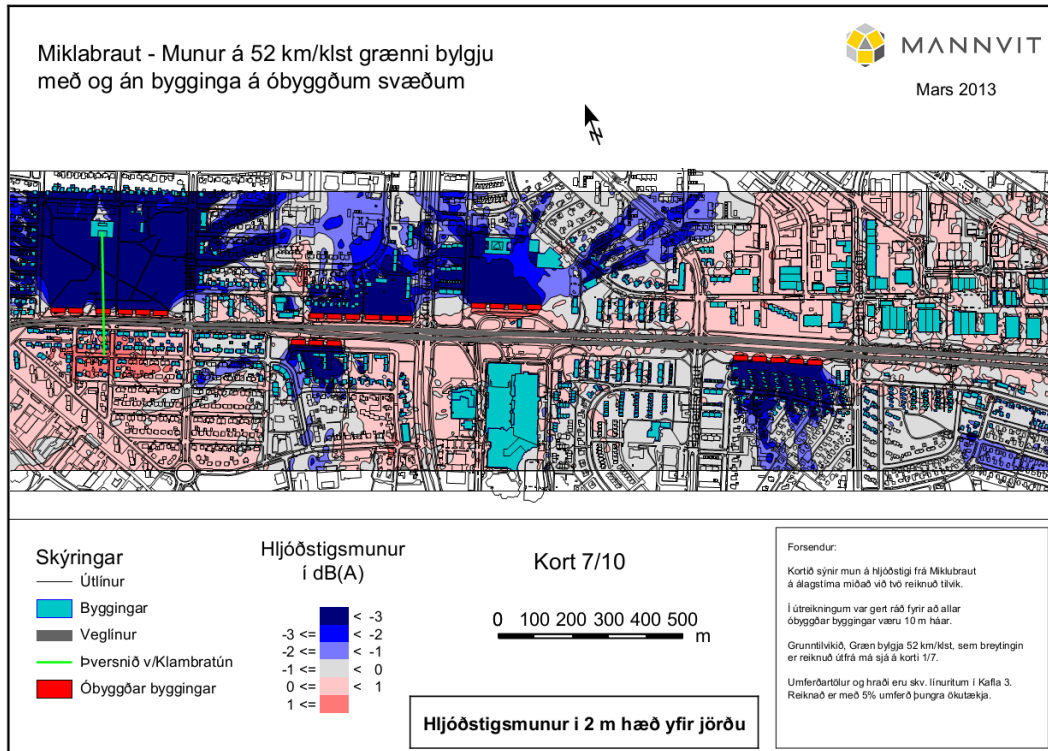 Miklabraut - Munur á 52 km/klst grænni bylgju
með og án bygginga á óbyggðum svæðum
MANNVIT
Mars 2013
N
Skýringar
Útlínur
Byggingar
Veglínur
Þversnið v/Klambratún
Óbyggðar byggingar
Hljóðstigsmunur
í dB(A)
< -3
-3 <= < -2
-2 <= < -1
-1 <= < 0
0 <= < 1
1 <=
Kort 7/10
0 100 200 300 400 500
m
Hljóðstigsmunur i 2 m hæð yfir jörðu
Forsendur:
Kortið sýnir mun á hljóðstigi frá Miklubraut
á álagstíma miðað við tvö reiknuð tilvik.
Í útreikningum var gert ráð fyrir að allar
óbyggðar byggingar væru 10 m háar.
Grunntilvikið, Græn bylgja 52 km/klst, sem breytingin
er reiknuð útfrá má sjá á korti 1/7.
Umferðartölur og hraði eru skv. línuritum í Kafla 3.
Reiknað er með 5% umferð þungra ökutækja.